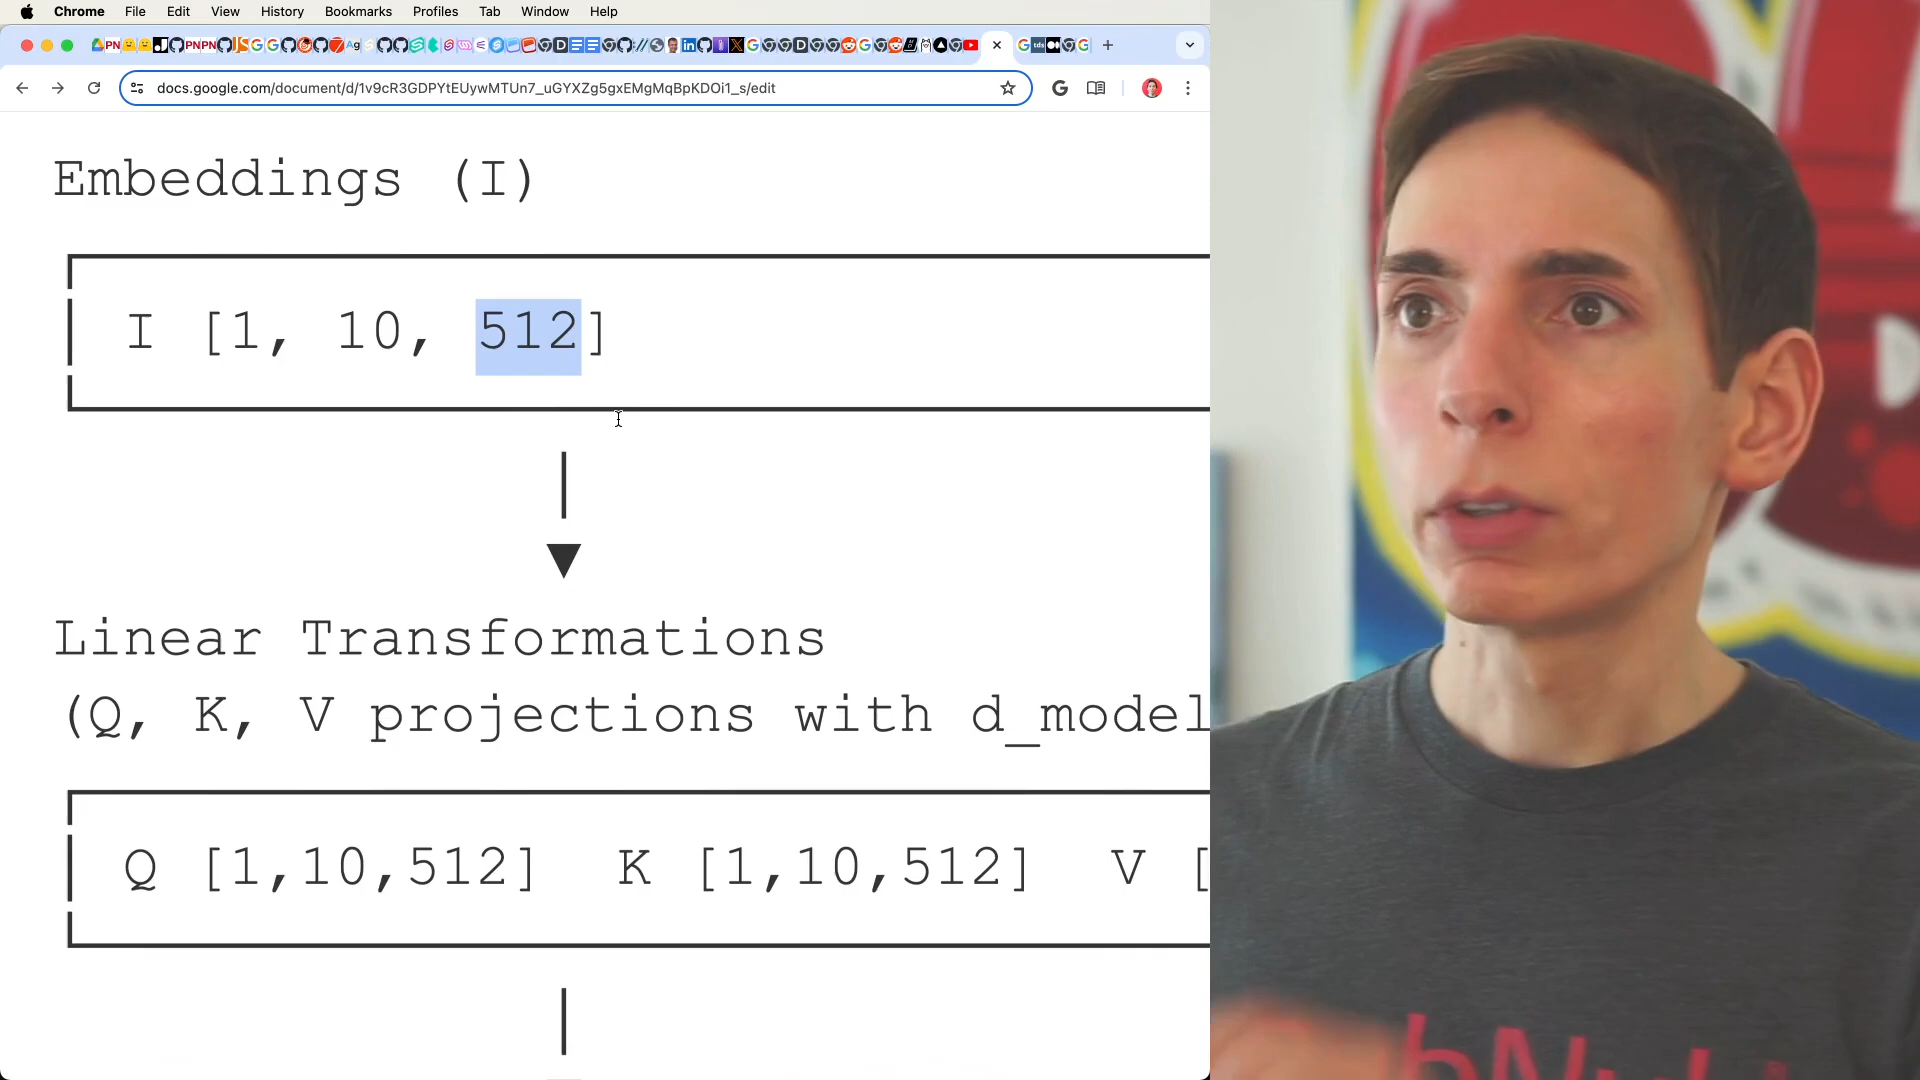 Chrome File Edit View History Bookmarks Profiles Tab Window Help
docs.google.com/document/d/1v9cR3GDPYtEUywMTUn7_uGYXZg5gxEMgMqBpKDOi1_s/edit
Embeddings (I)
I [1, 10, 512]
Linear Transformations
(Q, K, V projections with d_model
Q [1,10,512] K [1,10,512] V [